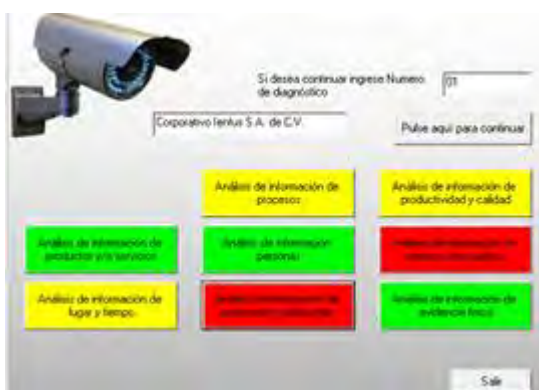 Si desea continuar ingrese Numero
de diagnóstico
01
Corporativo lentus S.A. de C.V.
Pulse aquí para continuar
Análisis de información de
procesos
Análisis de información de
productividad y calidad
Análisis de información de
productos y/o servicios
Análisis de información
personas
Análisis de información de
lugar y tiempo.
Análisis de información de
evidencia física
Salir